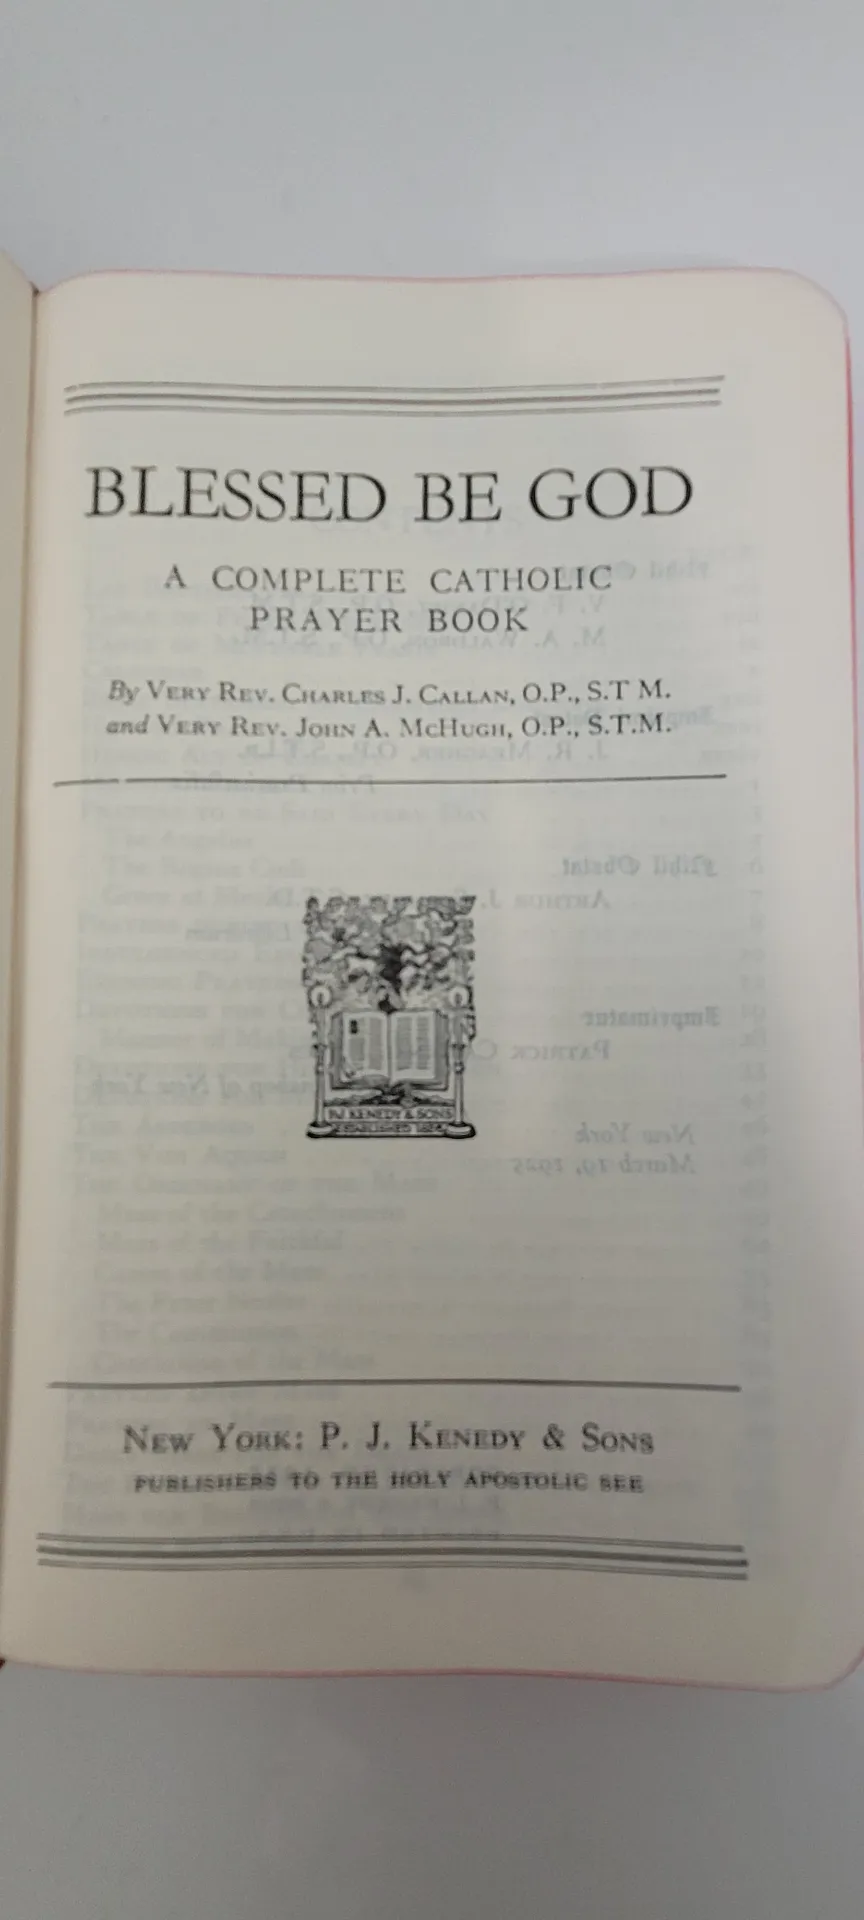 BLESSED BE GOD
A COMPLETE CATHOLIC
PRAYER BOOK
By VERY REV. CHARLES J. CALLAN, O.P., S.T M.
and VERY REV. JOHN A. MCHUGH, O.P., S.T.M.
P.J. KENEDY & SONS
ESTABLISHED
NEW YORK: P. J. KENEDY & SONS
PUBLISHERS TO THE HOLY APOSTOLIC SEE